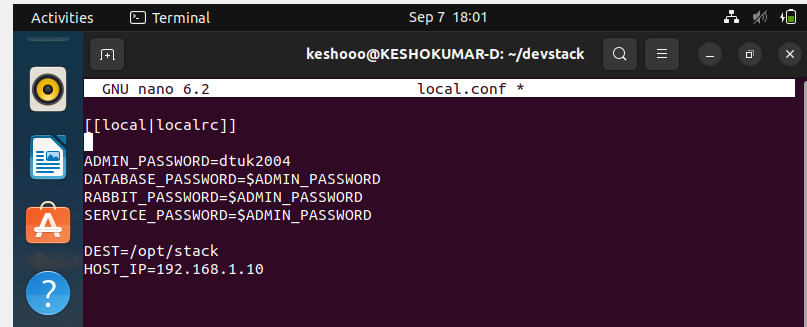 Activities Terminal Sep 7 18:01
keshooo@KESHOKUMAR-D: ~/devstack
GNU nano 6.2 local.conf *
[[local|localrc]]
ADMIN_PASSWORD=dtuk2004
DATABASE_PASSWORD=$ADMIN_PASSWORD
RABBIT_PASSWORD=$ADMIN_PASSWORD
SERVICE_PASSWORD=$ADMIN_PASSWORD
DEST=/opt/stack
HOST_IP=192.168.1.10